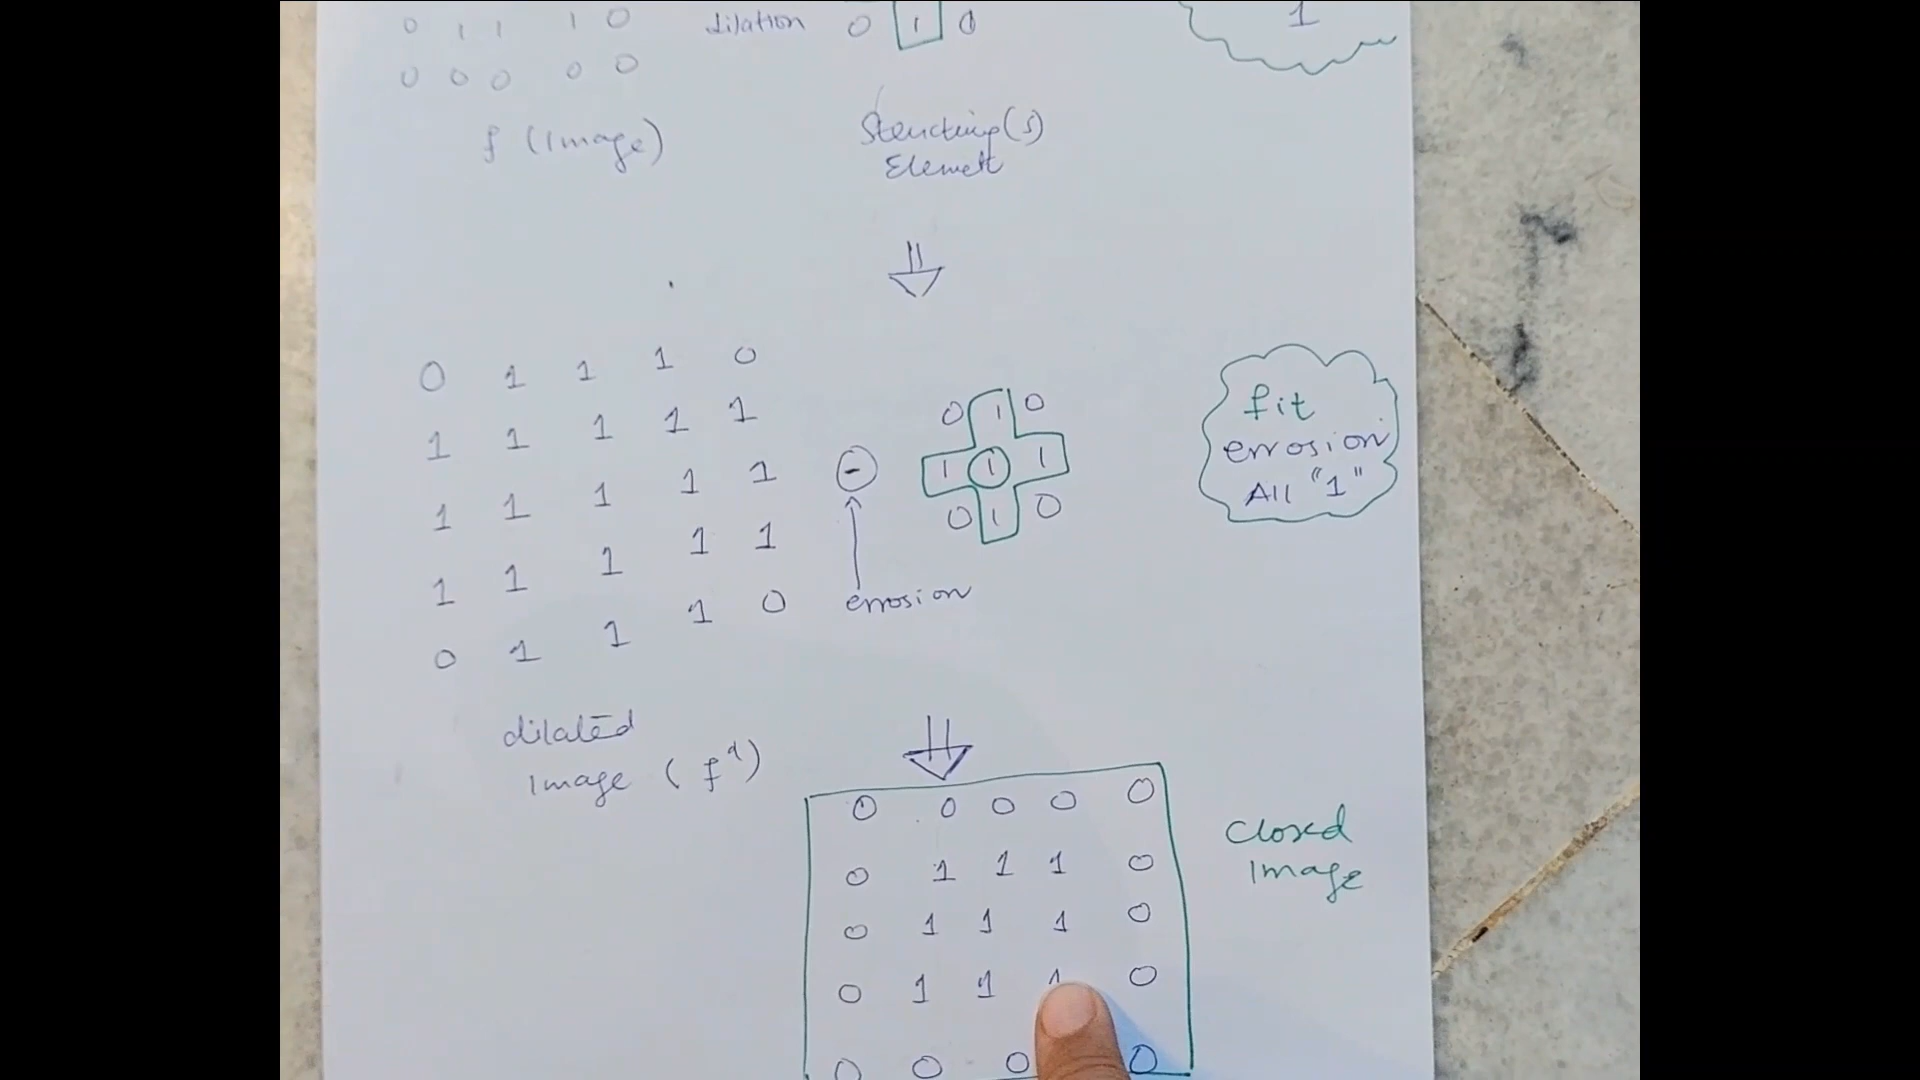 0 1 1 1 0 dilation 0 1 0 1
0 0 0 0 0
f (Image)
Structing(s)
Element
0 1 1 1 0
1 1 1 1 1
1 1 1 1 1
1 1 1 1 1
0 1 1 1 0
-
errosion
0 1 0
1 1 1
0 1 0
fit
errosion
All "1"
dilated
Image (f1)
0 0 0 0 0
0 1 1 1 0
0 1 1 1 0
0 1 1 1 0
0 0 0 0
Closed
Image